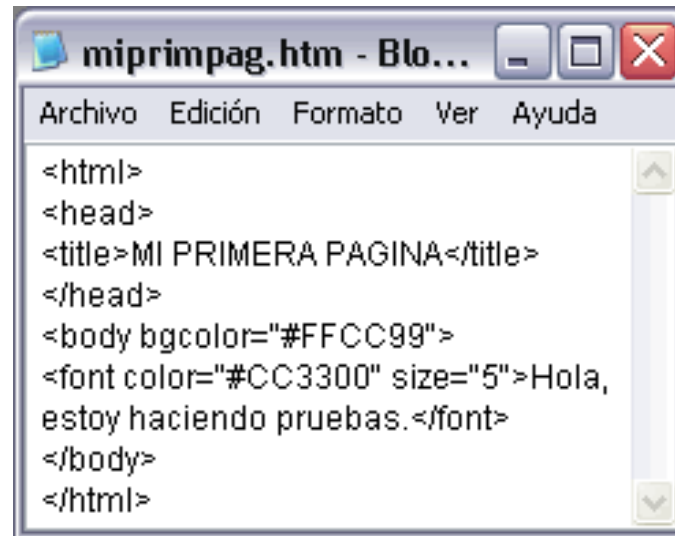 miprimpag.htm - Blo...
Archivo Edición Formato Ver Ayuda
<html>
<head>
<title>MI PRIMERA PAGINA</title>
</head>
<body bgcolor="#FFCC99">
<font color="#CC3300" size="5">Hola,
estoy haciendo pruebas.</font>
</body>
</html>